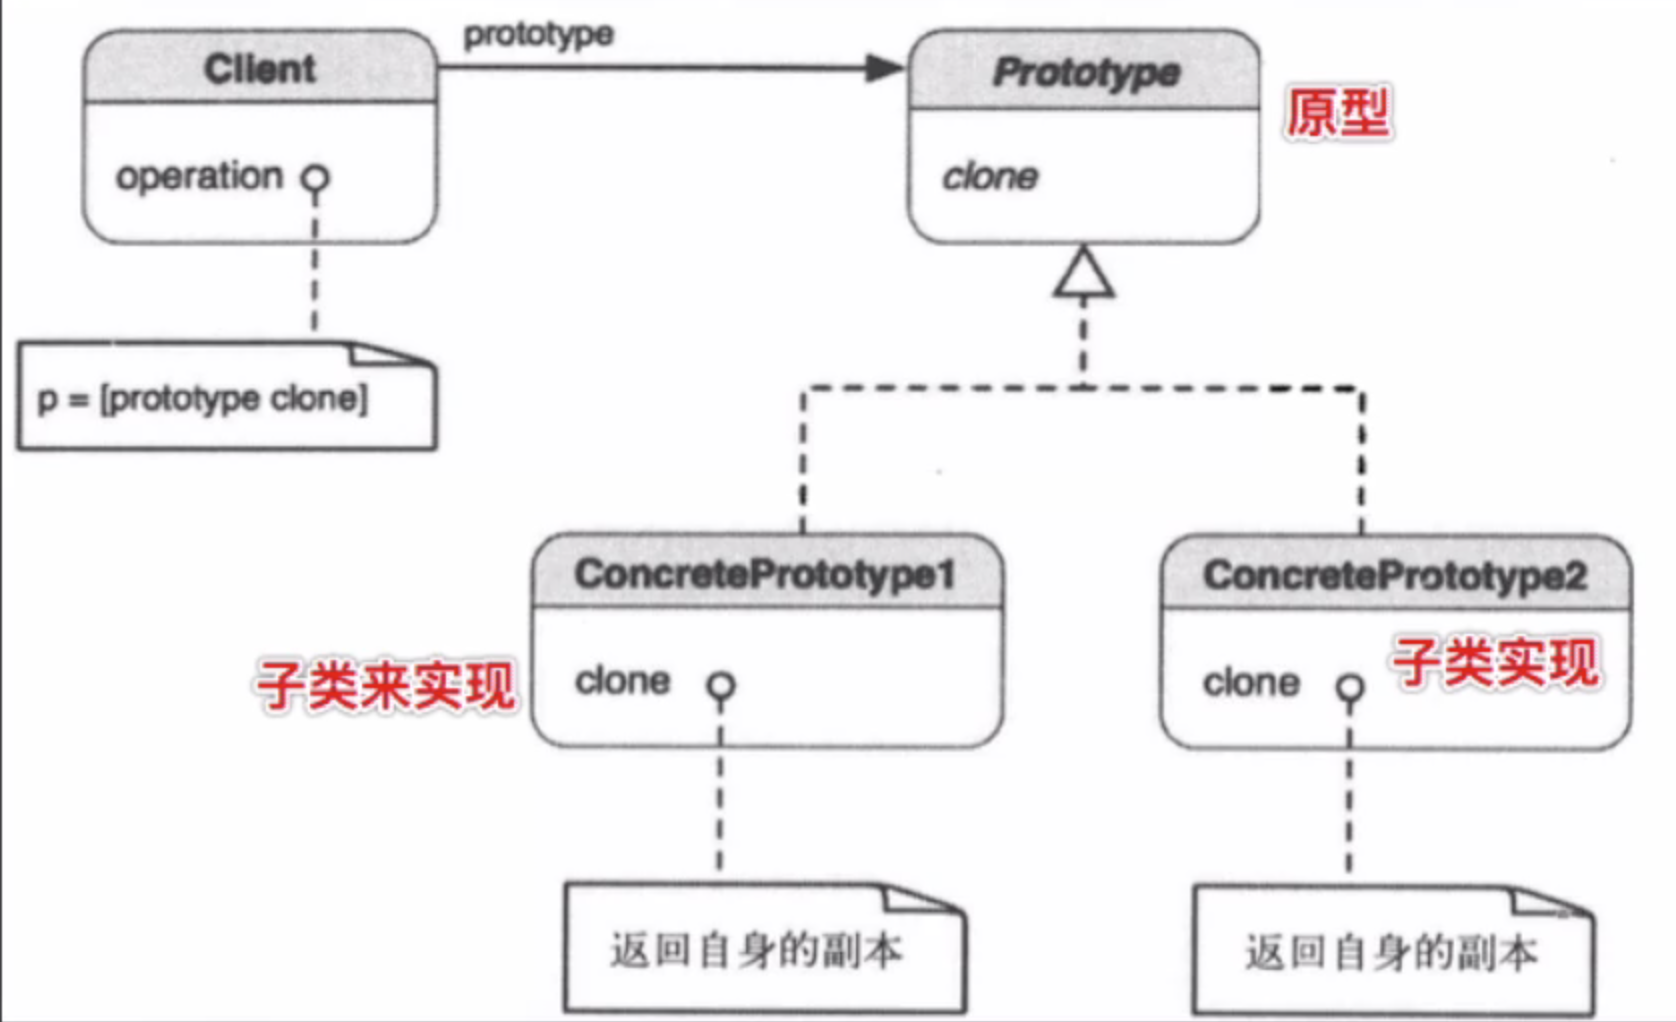 prototype
Client
Prototype
原型
operation
clone
p = [prototype clone]
ConcretePrototype1
ConcretePrototype2
子类来实现
clone
clone
子类实现
返回自身的副本
返回自身的副本